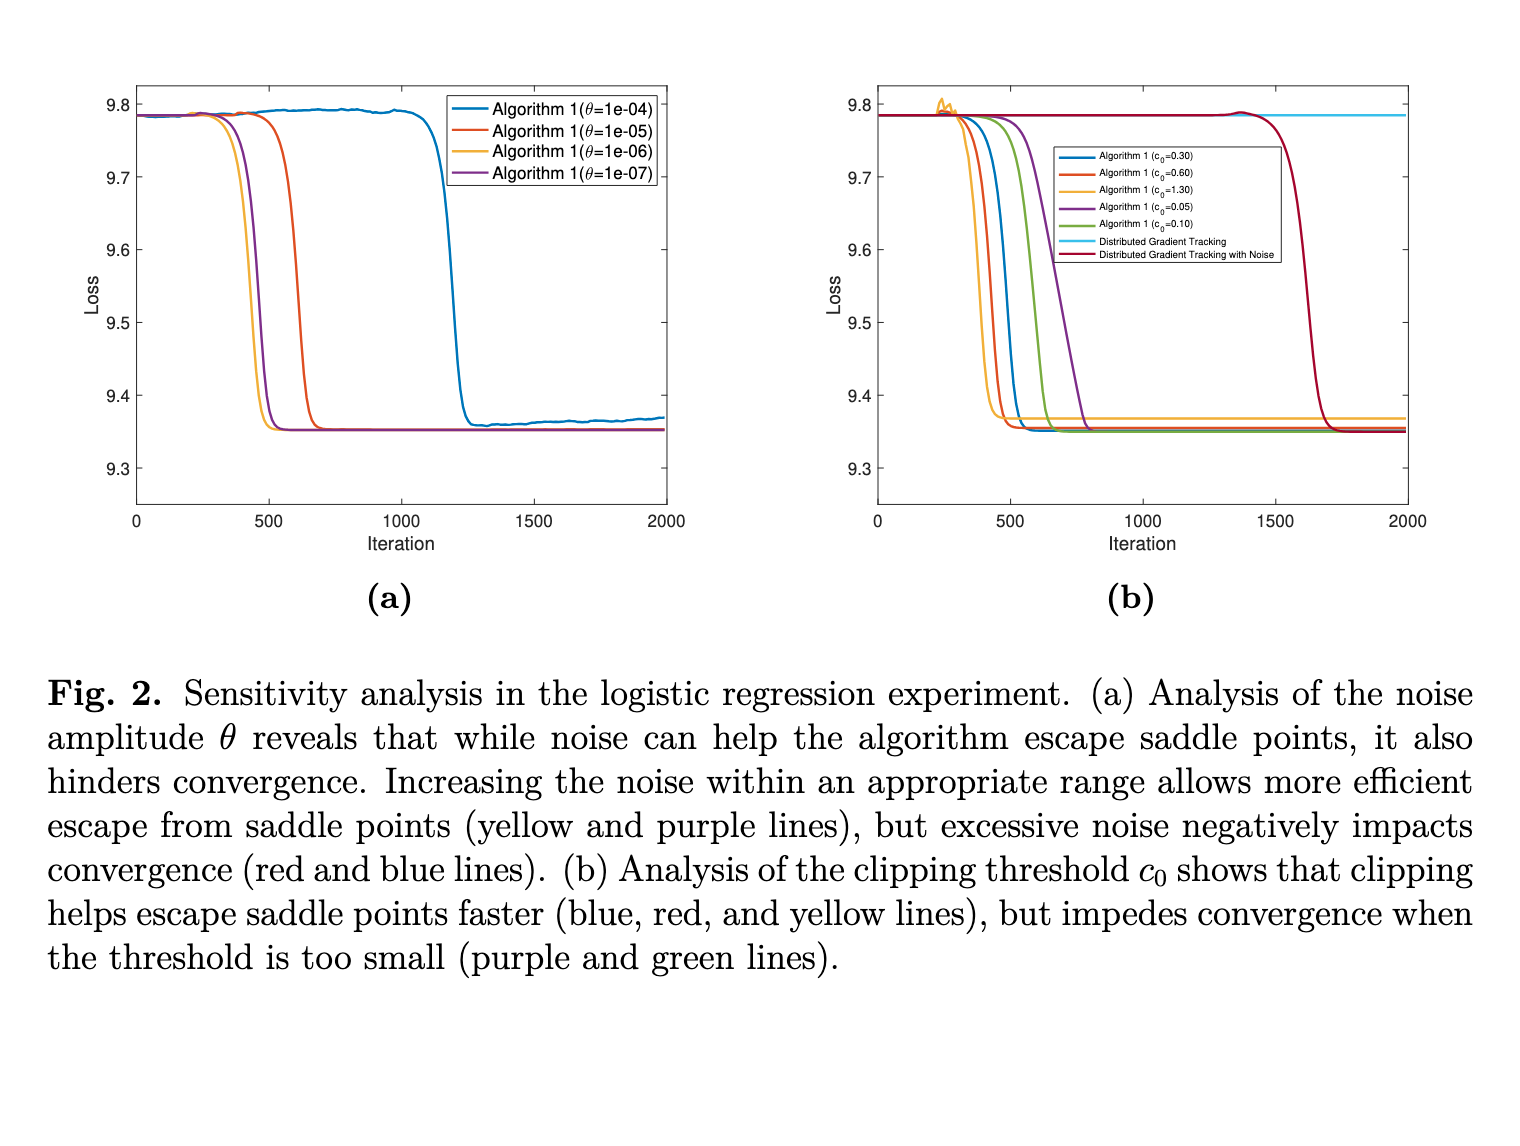 9.8
9.7
9.6
9.5
9.4
9.3
Loss
0
500
1000
1500
2000
Iteration
Algorithm 1(θ=1e-04)
Algorithm 1(θ=1e-05)
Algorithm 1(θ=1e-06)
Algorithm 1(θ=1e-07)
(a)
9.8
9.7
9.6
9.5
9.4
9.3
Loss
0
500
1000
1500
2000
Iteration
Algorithm 1 (c₀=0.30)
Algorithm 1 (c₀=0.60)
Algorithm 1 (c₀=1.30)
Algorithm 1 (c₀=0.05)
Algorithm 1 (c₀=0.10)
Distributed Gradient Tracking
Distributed Gradient Tracking with Noise
(b)
Fig. 2. Sensitivity analysis in the logistic regression experiment. (a) Analysis of the noise
amplitude θ reveals that while noise can help the algorithm escape saddle points, it also
hinders convergence. Increasing the noise within an appropriate range allows more efficient
escape from saddle points (yellow and purple lines), but excessive noise negatively impacts
convergence (red and blue lines). (b) Analysis of the clipping threshold c₀ shows that clipping
helps escape saddle points faster (blue, red, and yellow lines), but impedes convergence when
the threshold is too small (purple and green lines).